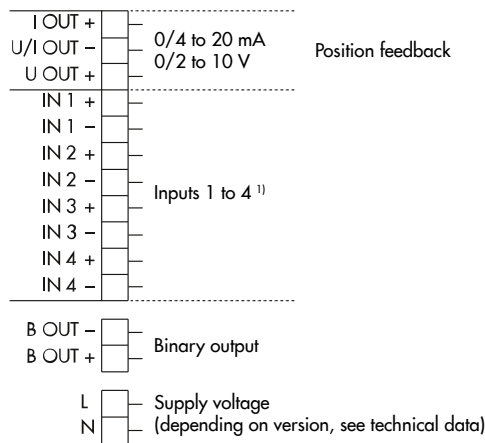 I OUT +
U/I OUT –
U OUT +
0/4 to 20 mA
0/2 to 10 V
Position feedback
IN 1 +
IN 1 –
IN 2 +
IN 2 –
IN 3 +
IN 3 –
IN 4 +
IN 4 –
Inputs 1 to 4 1)
B OUT –
B OUT +
Binary output
L
N
Supply voltage
(depending on version, see technical data)